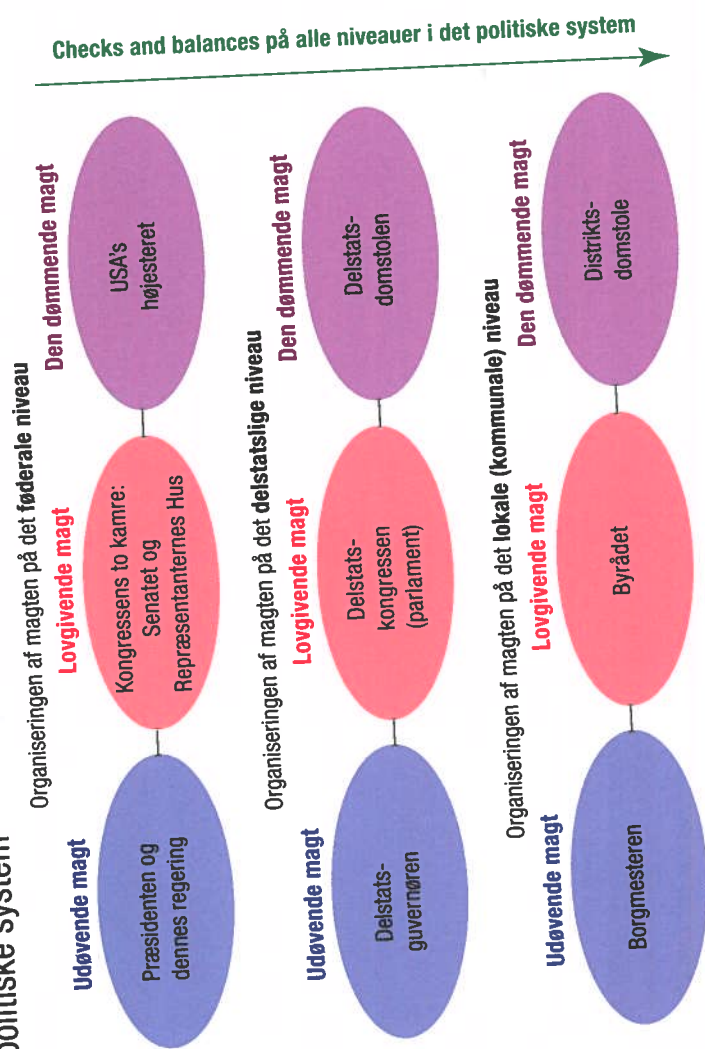 politiske system
Organiseringen af magten på det føderale niveau
Udøvende magt
Lovgivende magt
Den dømmende magt
Præsidenten og
dennes regering
Kongressens to kamre:
Senatet og
Repræsentanternes Hus
USA's
højesteret
Organiseringen af magten på det delstatslige niveau
Udøvende magt
Lovgivende magt
Den dømmende magt
Delstats-
guvernøren
Delstats-
kongressen
(parlament)
Delstats-
domstolen
Organiseringen af magten på det lokale (kommunale) niveau
Udøvende magt
Lovgivende magt
Den dømmende magt
Borgmesteren
Byrådet
Distrikts-
domstole
Checks and balances på alle niveauer i det politiske system